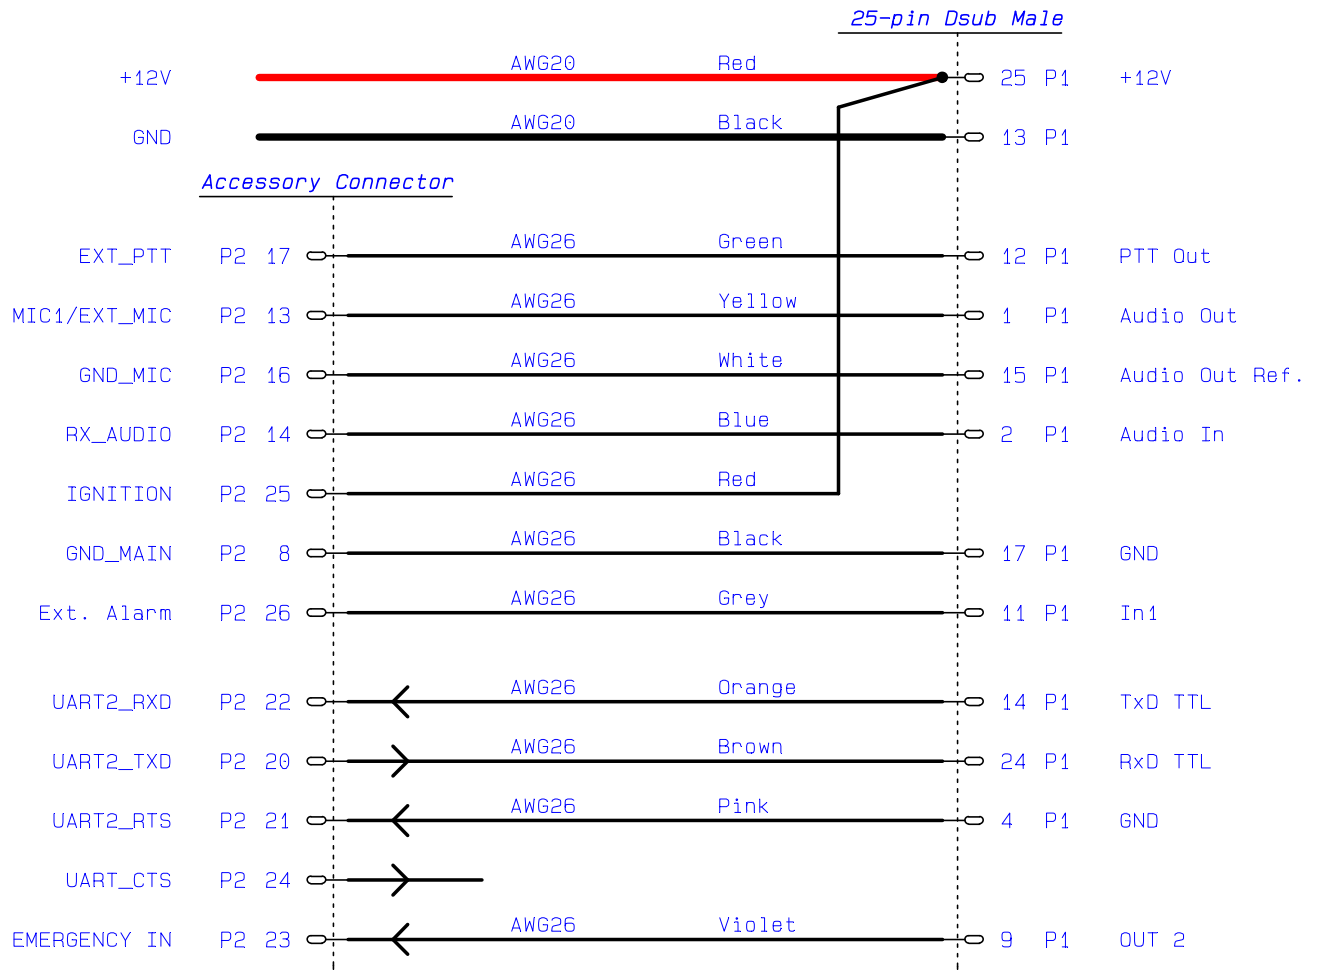 25-pin Dsub Male
AWG20 Red
+12V 25 P1 +12V
AWG20 Black
GND 13 P1
Accessory Connector
AWG26 Green
EXT_PTT P2 17 12 P1 PTT Out
AWG26 Yellow
MIC1/EXT_MIC P2 13 1 P1 Audio Out
AWG26 White
GND_MIC P2 16 15 P1 Audio Out Ref.
AWG26 Blue
RX_AUDIO P2 14 2 P1 Audio In
AWG26 Red
IGNITION P2 25
AWG26 Black
GND_MAIN P2 8 17 P1 GND
AWG26 Grey
Ext. Alarm P2 26 11 P1 In1
AWG26 Orange
UART2_RXD P2 22 14 P1 TxD TTL
AWG26 Brown
UART2_TXD P2 20 24 P1 RxD TTL
AWG26 Pink
UART2_RTS P2 21 4 P1 GND
UART_CTS P2 24
AWG26 Violet
EMERGENCY IN P2 23 9 P1 OUT 2